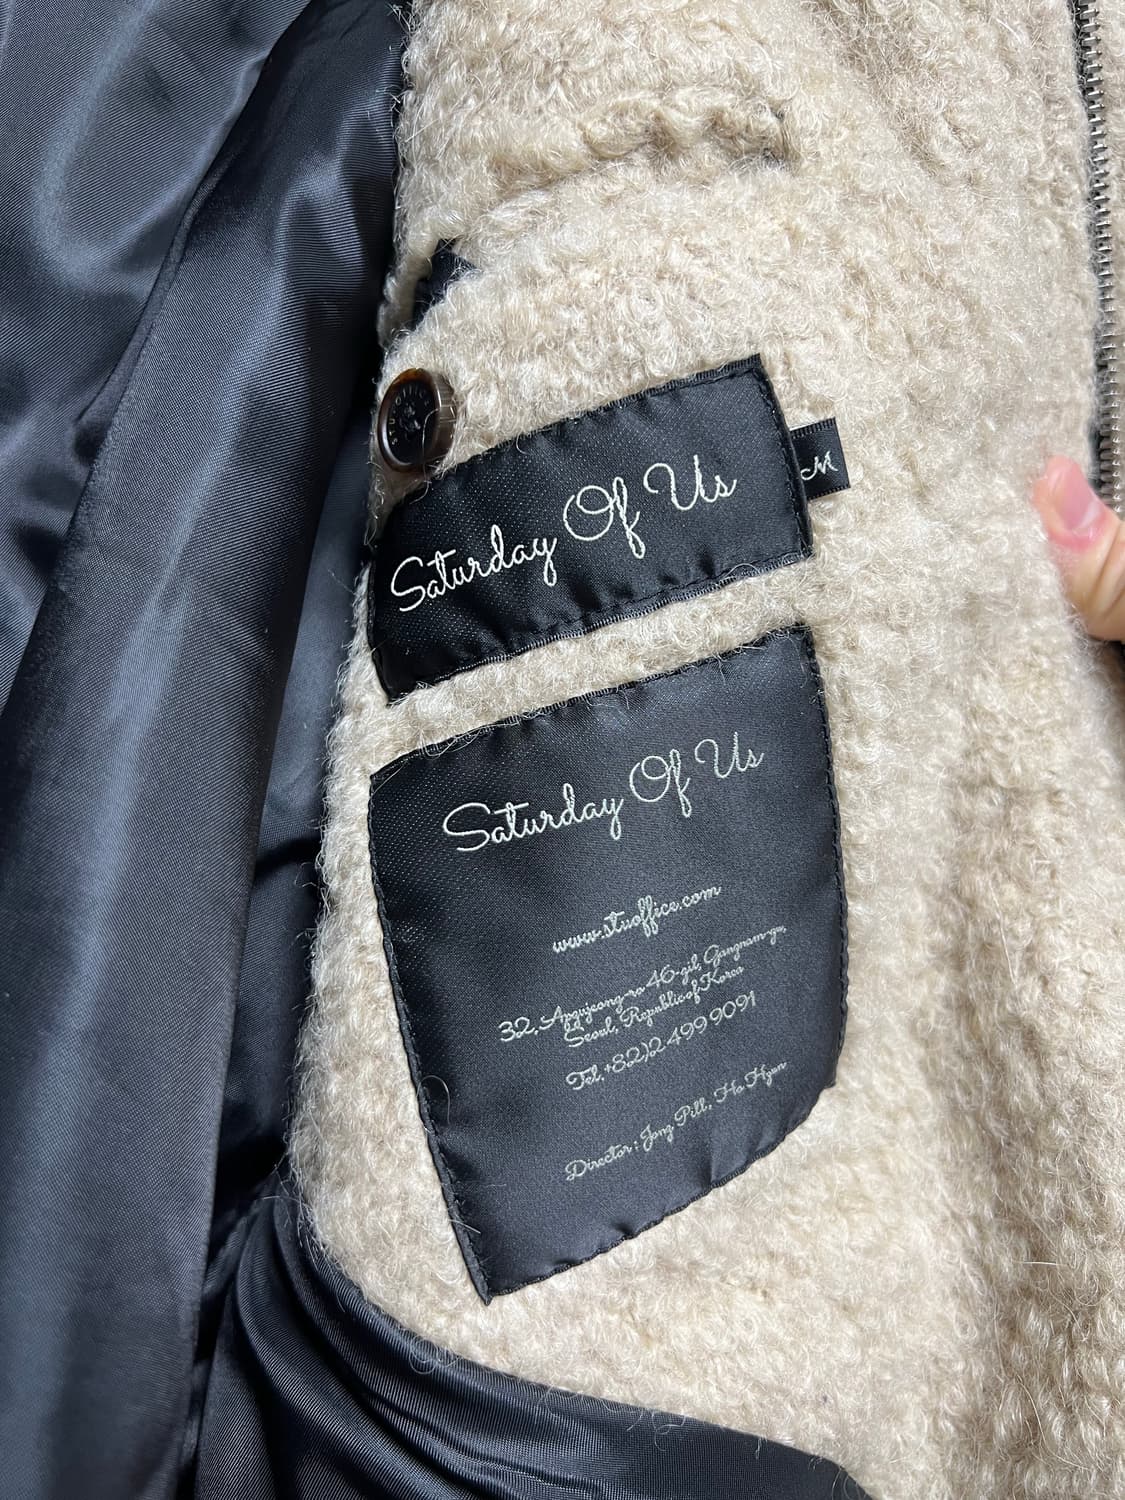 Saturday Of Us
M
Saturday Of Us
www.stuoffice.com
32, Apgujeong-ro 46-gil, Gangnam-gu,
Seoul, Republic of Korea
Tel. +82)2 499 9091
Director : Jong Pill, Ha Hyun